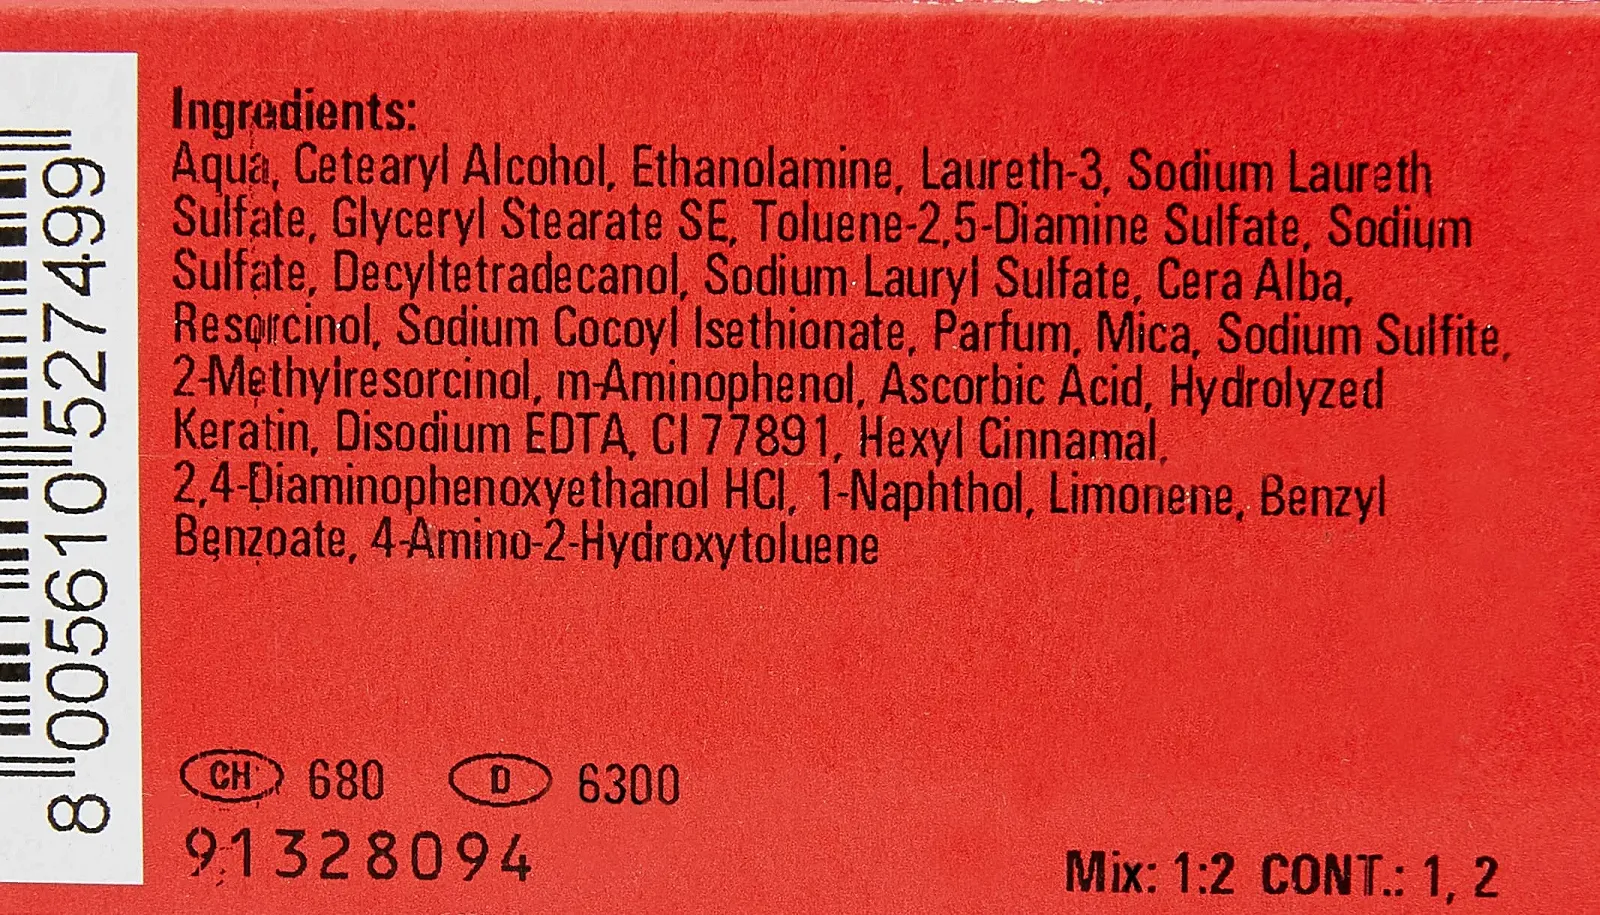 Ingredients:
Aqua, Cetearyl Alcohol, Ethanolamine, Laureth-3, Sodium Laureth
Sulfate, Glyceryl Stearate SE, Toluene-2,5-Diamine Sulfate, Sodium
Sulfate, Decyltetradecanol, Sodium Lauryl Sulfate, Cera Alba,
Resorcinol, Sodium Cocoyl Isethionate, Parfum, Mica, Sodium Sulfite,
2-Methylresorcinol, m-Aminophenol, Ascorbic Acid, Hydrolyzed
Keratin, Disodium EDTA, CI 77891, Hexyl Cinnamal,
2,4-Diaminophenoxyethanol HCl, 1-Naphthol, Limonene, Benzyl
Benzoate, 4-Amino-2-Hydroxytoluene
CH 680 D 6300
91328094
Mix: 1:2 CONT.: 1, 2
8 005610 527499